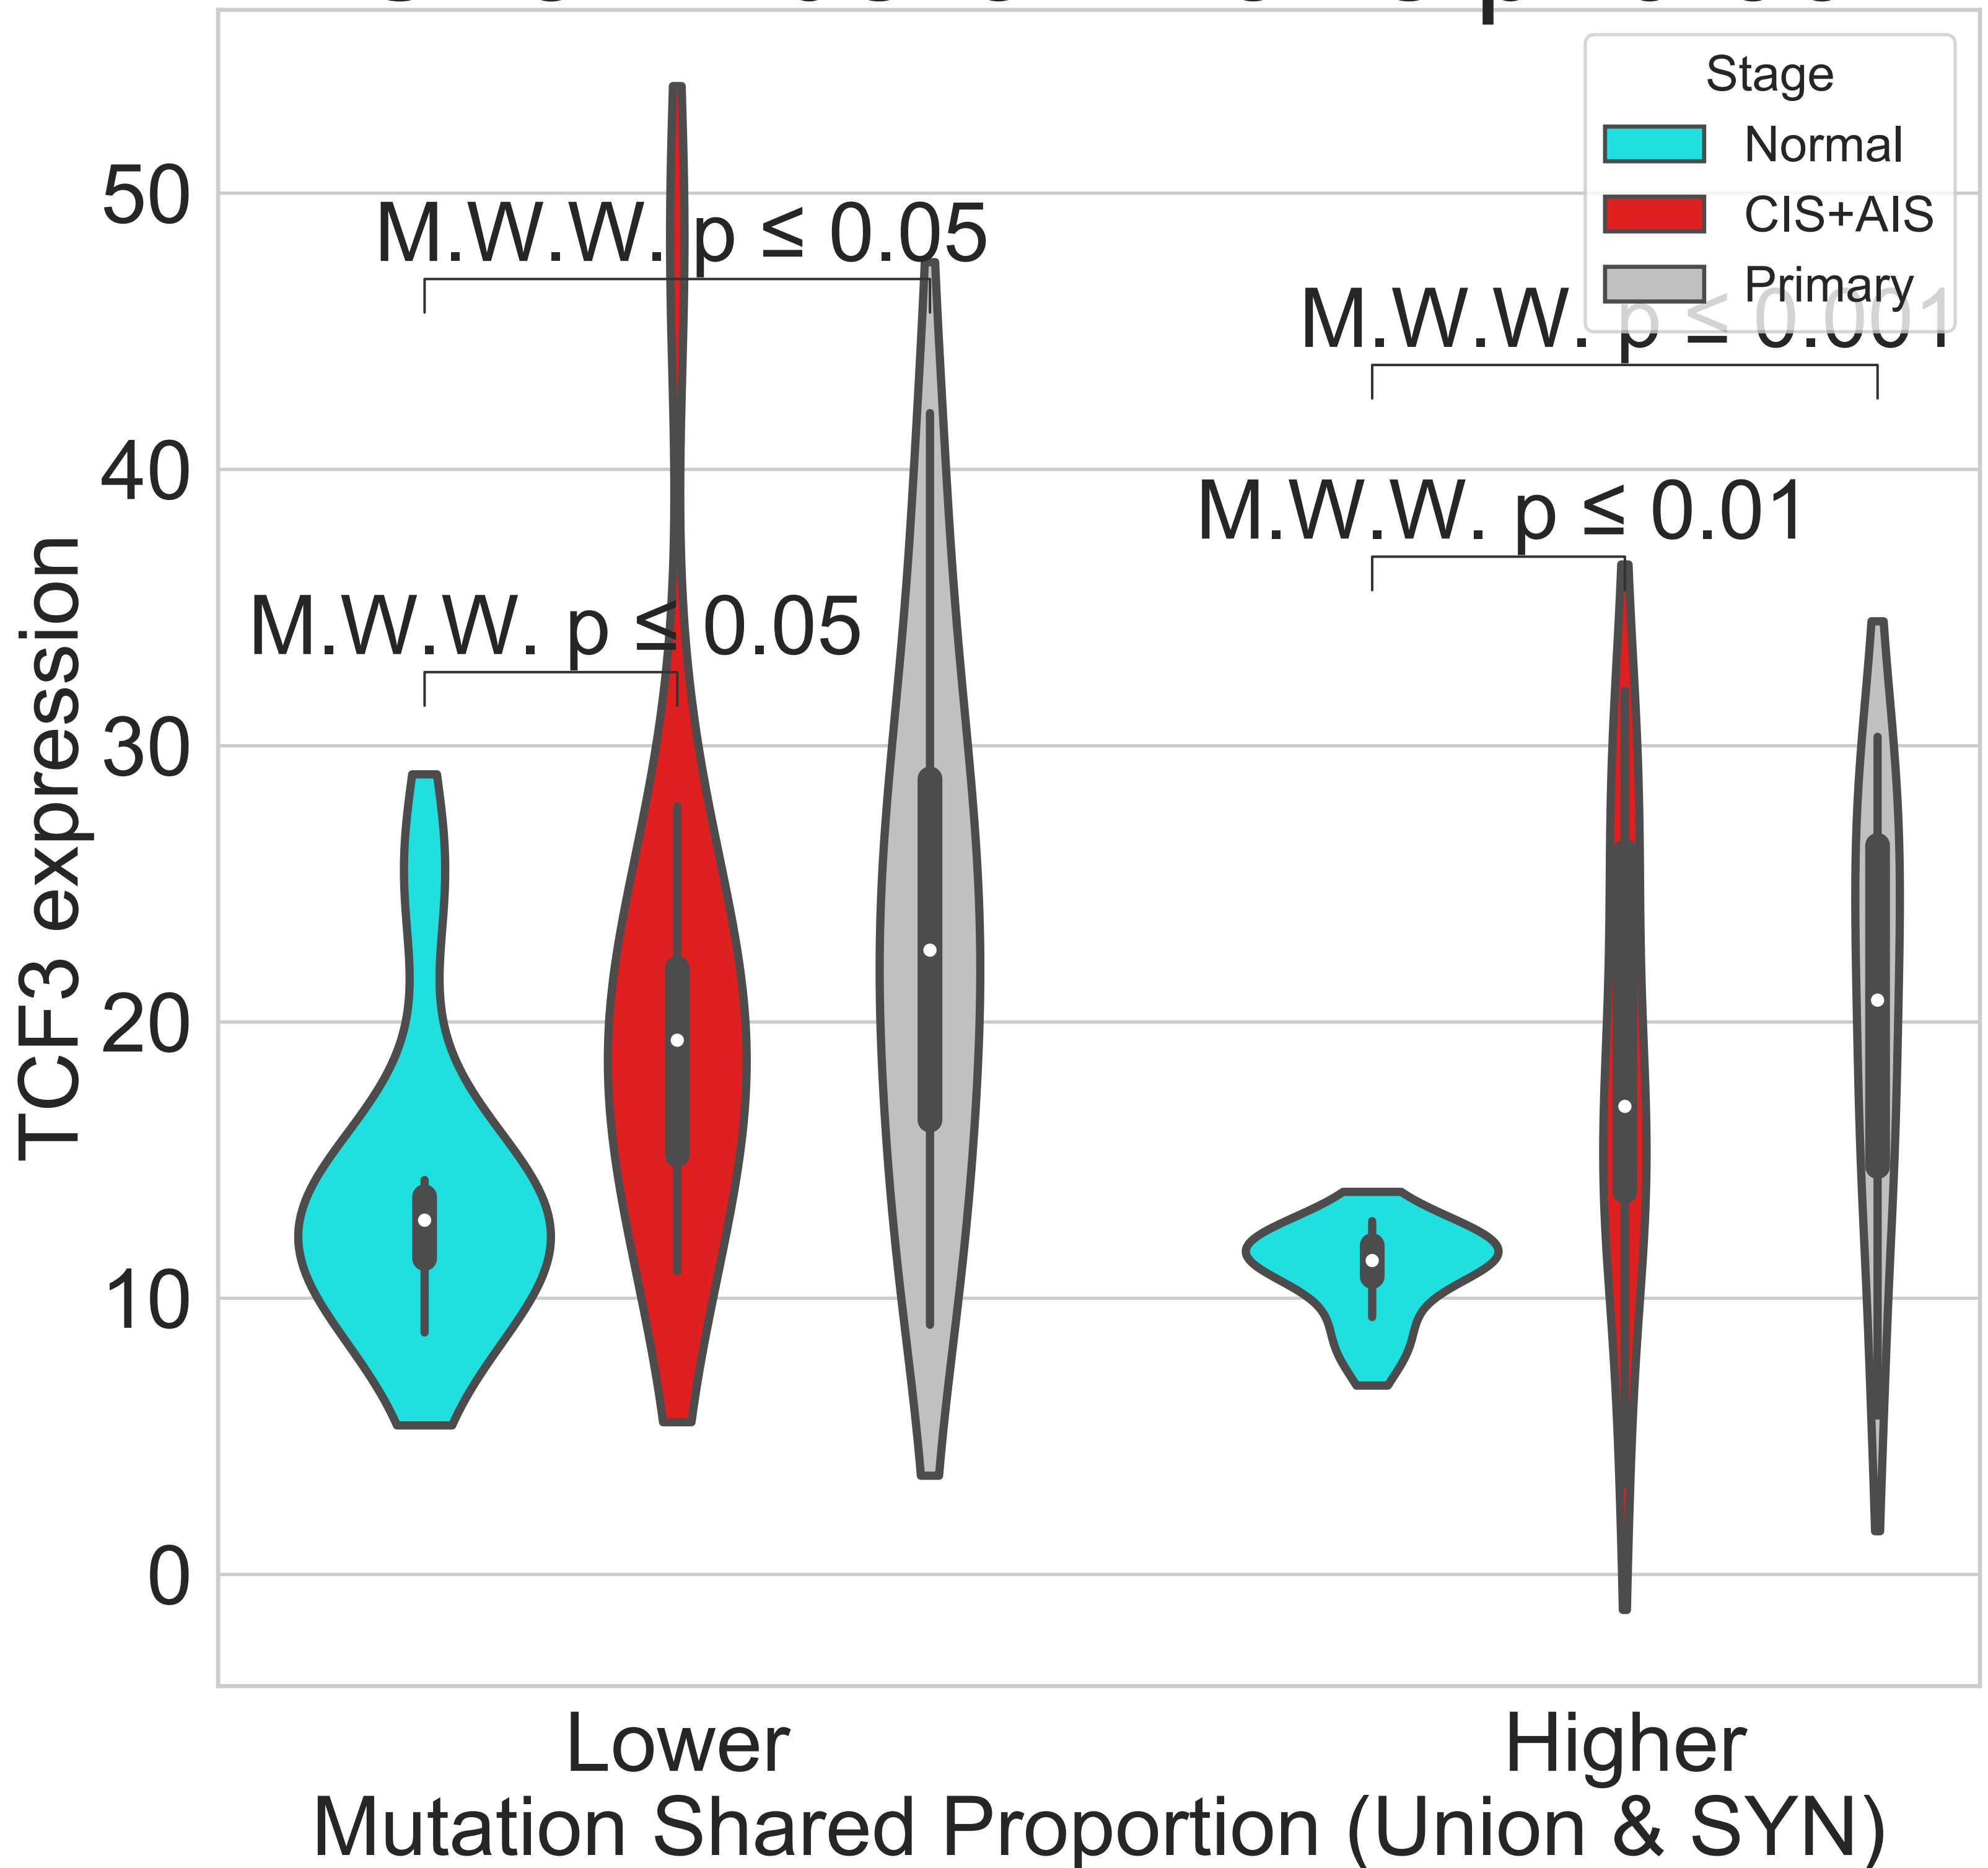 Stage
Normal
CIS+AIS
Primary
50
M.W.W. p ≤ 0.05
M.W.W. p ≤ 0.001
40
M.W.W. p ≤ 0.01
M.W.W. p ≤ 0.05
30
20
10
0
TCF3 expression
Lower
Higher
Mutation Shared Proportion (Union & SYN)